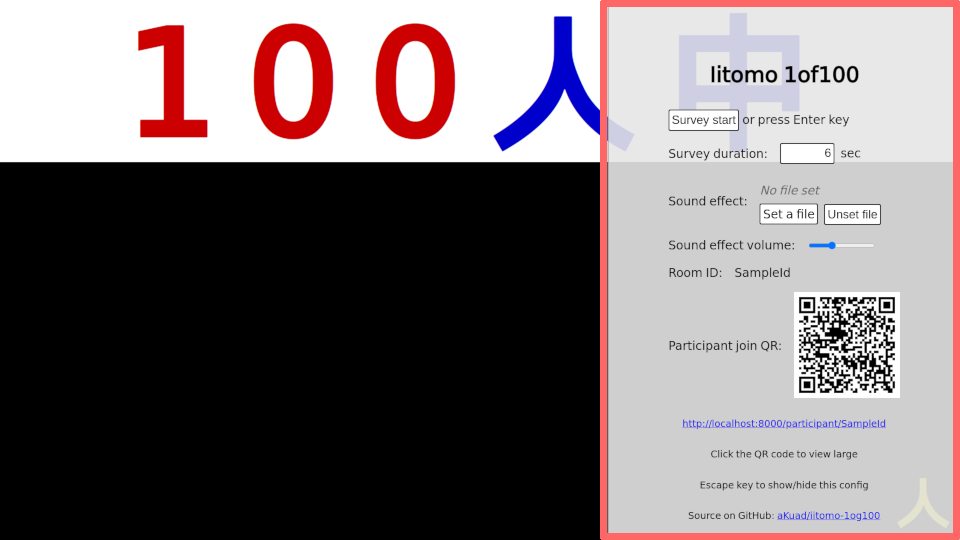 100人中
Iitomo 1of100
Survey start or press Enter key
Survey duration: 6 sec
No file set
Sound effect:
Set a file Unset file
Sound effect volume:
Room ID: SampleId
Participant join QR:
http://localhost:8000/participant/SampleId
Click the QR code to view large
Escape key to show/hide this config
Source on GitHub: aKuad/iitomo-1og100
人